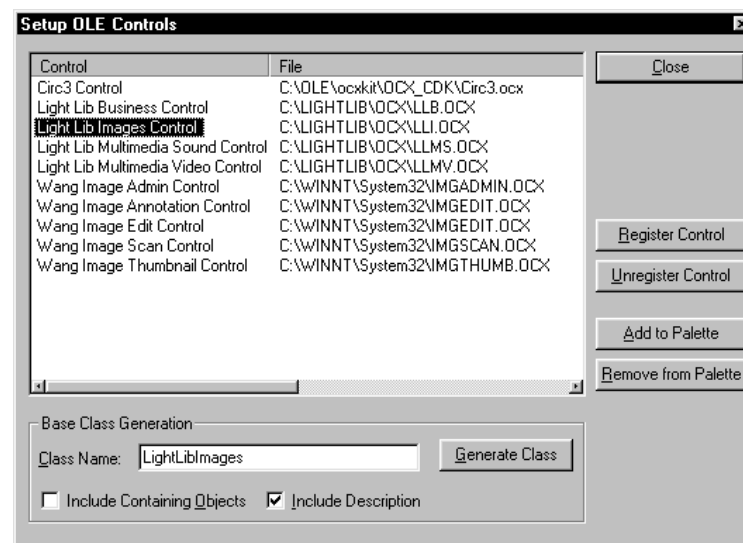 Setup OLE Controls
Control File
Circ3 Control C:\OLE\ocxkit\OCX_CDK\Circ3.ocx
Light Lib Business Control C:\LIGHTLIB\OCX\LLB.OCX
Light Lib Images Control C:\LIGHTLIB\OCX\LLI.OCX
Light Lib Multimedia Sound Control C:\LIGHTLIB\OCX\LLMS.OCX
Light Lib Multimedia Video Control C:\LIGHTLIB\OCX\LLMV.OCX
Wang Image Admin Control C:\WINNT\System32\IMGADMIN.OCX
Wang Image Annotation Control C:\WINNT\System32\IMGEDIT.OCX
Wang Image Edit Control C:\WINNT\System32\IMGEDIT.OCX
Wang Image Scan Control C:\WINNT\System32\IMGSCAN.OCX
Wang Image Thumbnail Control C:\WINNT\System32\IMGTHUMB.OCX
Close
Register Control
Unregister Control
Add to Palette
Remove from Palette
Base Class Generation
Class Name: LightLibImages Generate Class
Include Containing Objects Include Description